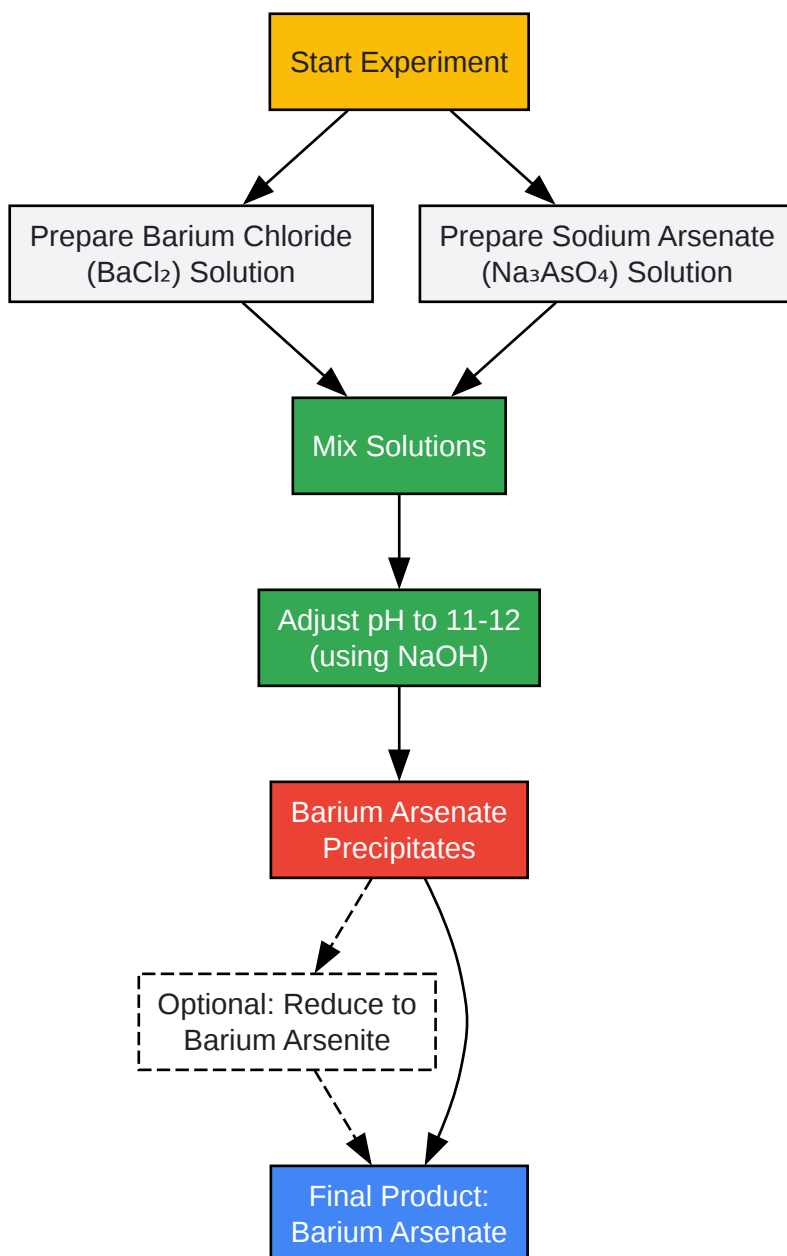 Start Experiment
Prepare Barium Chloride
(BaCl₂) Solution
Prepare Sodium Arsenate
(Na₃AsO₄) Solution
Mix Solutions
Adjust pH to 11-12
(using NaOH)
Barium Arsenate
Precipitates
Optional: Reduce to
Barium Arsenite
Final Product:
Barium Arsenate